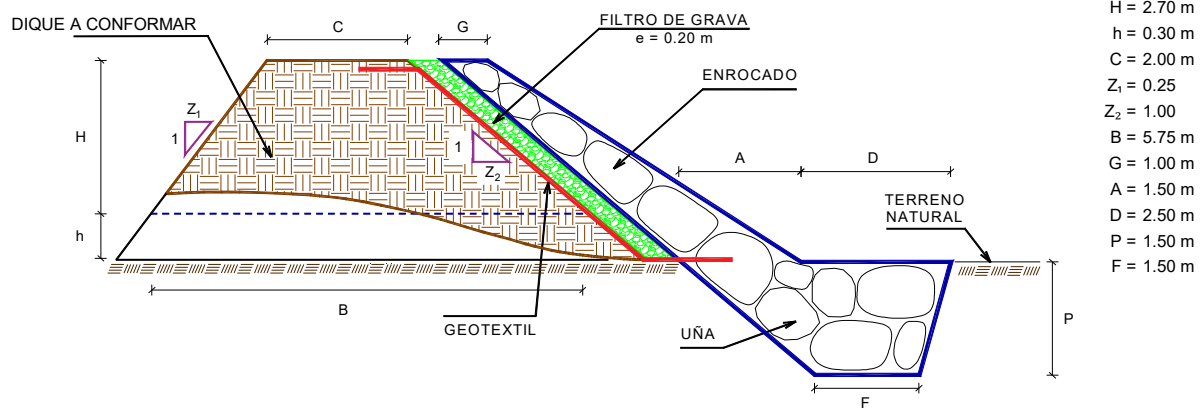 DIQUE A CONFORMAR
C
G
FILTRO DE GRAVA
e = 0.20 m
ENROCADO
H
Z₁
1
1
Z₂
A
D
TERRENO
NATURAL
h
B
GEOTEXTIL
UÑA
P
F
H = 2.70 m
h = 0.30 m
C = 2.00 m
Z₁ = 0.25
Z₂ = 1.00
B = 5.75 m
G = 1.00 m
A = 1.50 m
D = 2.50 m
P = 1.50 m
F = 1.50 m